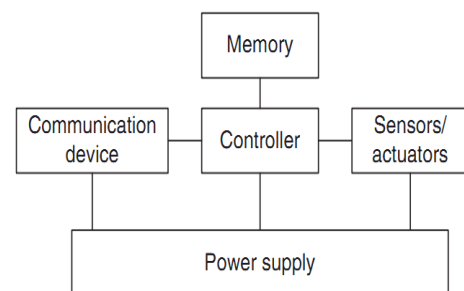 Memory
Communication
device
Controller
Sensors/
actuators
Power supply